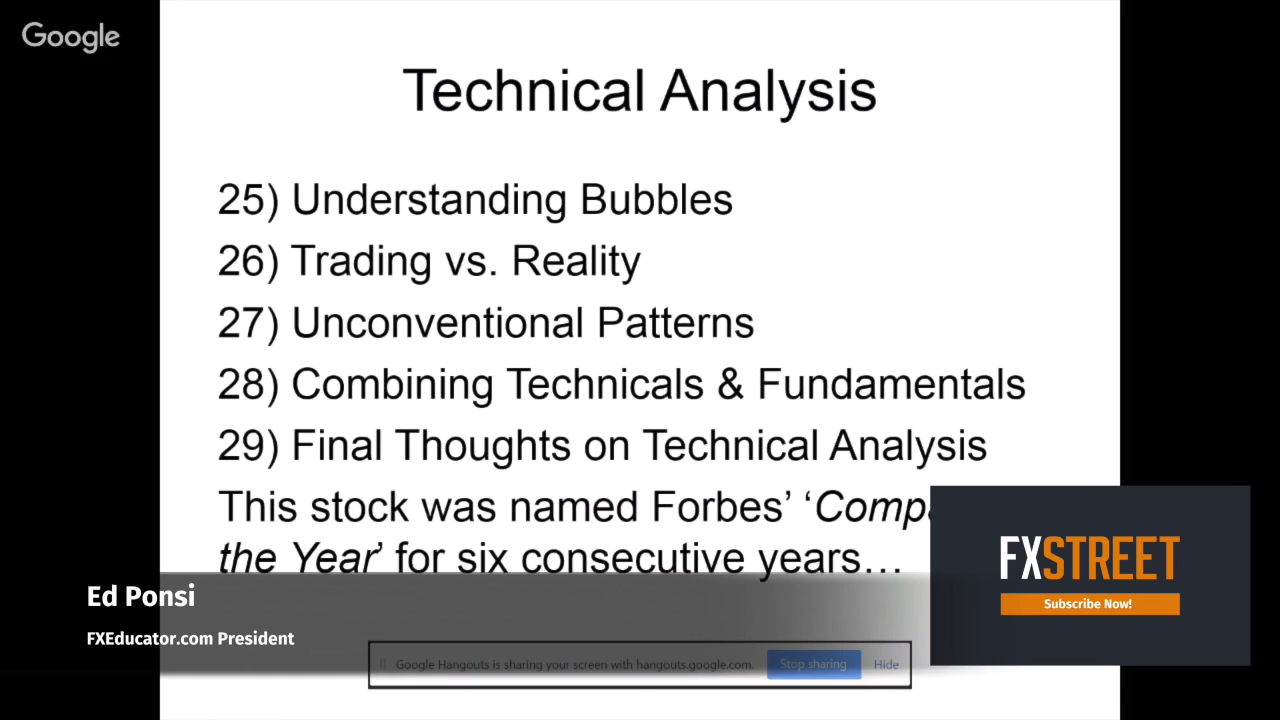 Google
Technical Analysis
25) Understanding Bubbles
26) Trading vs. Reality
27) Unconventional Patterns
28) Combining Technicals & Fundamentals
29) Final Thoughts on Technical Analysis
This stock was named Forbes’ ‘Comp
the Year’ for six consecutive years…
FXSTREET
Subscribe Now!
Ed Ponsi
FXEducator.com President
Google Hangouts is sharing your screen with hangouts.google.com.
Stop sharing
Hide